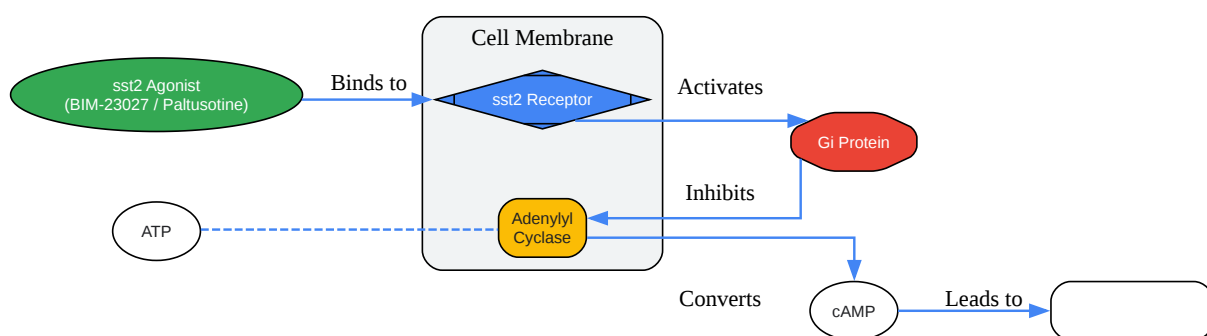 Cell Membrane
sst2 Agonist
(BIM-23027 / Paltusotine)
Binds to
sst2 Receptor
Activates
Gi Protein
Inhibits
Adenylyl
Cyclase
ATP
Converts
cAMP
Leads to